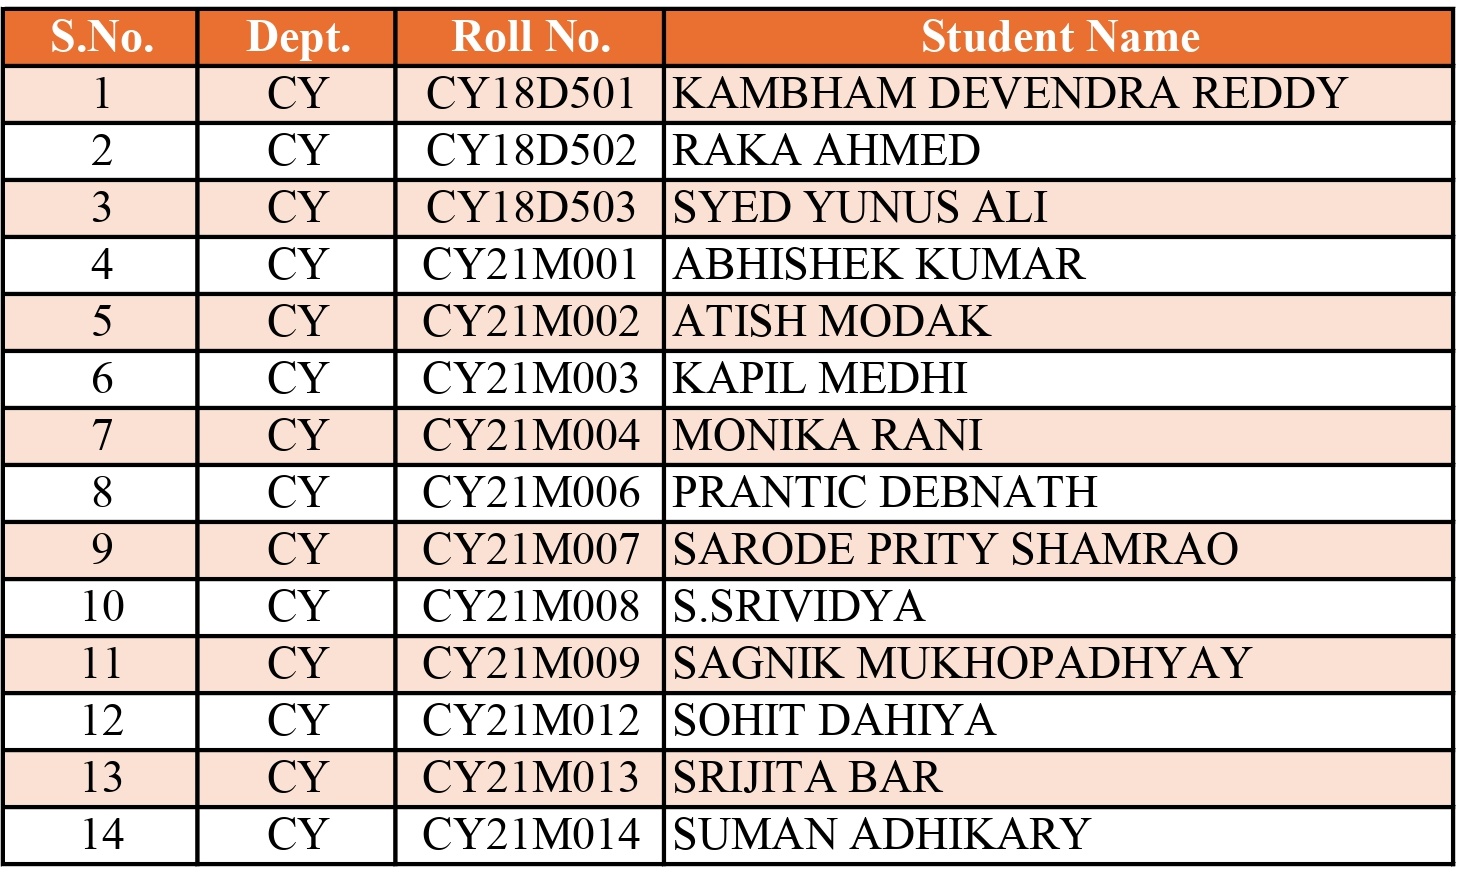 S.No. Dept. Roll No. Student Name
1 CY CY18D501 KAMBHAM DEVENDRA REDDY
2 CY CY18D502 RAKA AHMED
3 CY CY18D503 SYED YUNUS ALI
4 CY CY21M001 ABHISHEK KUMAR
5 CY CY21M002 ATISH MODAK
6 CY CY21M003 KAPIL MEDHI
7 CY CY21M004 MONIKA RANI
8 CY CY21M006 PRANTIC DEBNATH
9 CY CY21M007 SARODE PRITY SHAMRAO
10 CY CY21M008 S.SRIVIDYA
11 CY CY21M009 SAGNIK MUKHOPADHYAY
12 CY CY21M012 SOHIT DAHIYA
13 CY CY21M013 SRIJITA BAR
14 CY CY21M014 SUMAN ADHIKARY